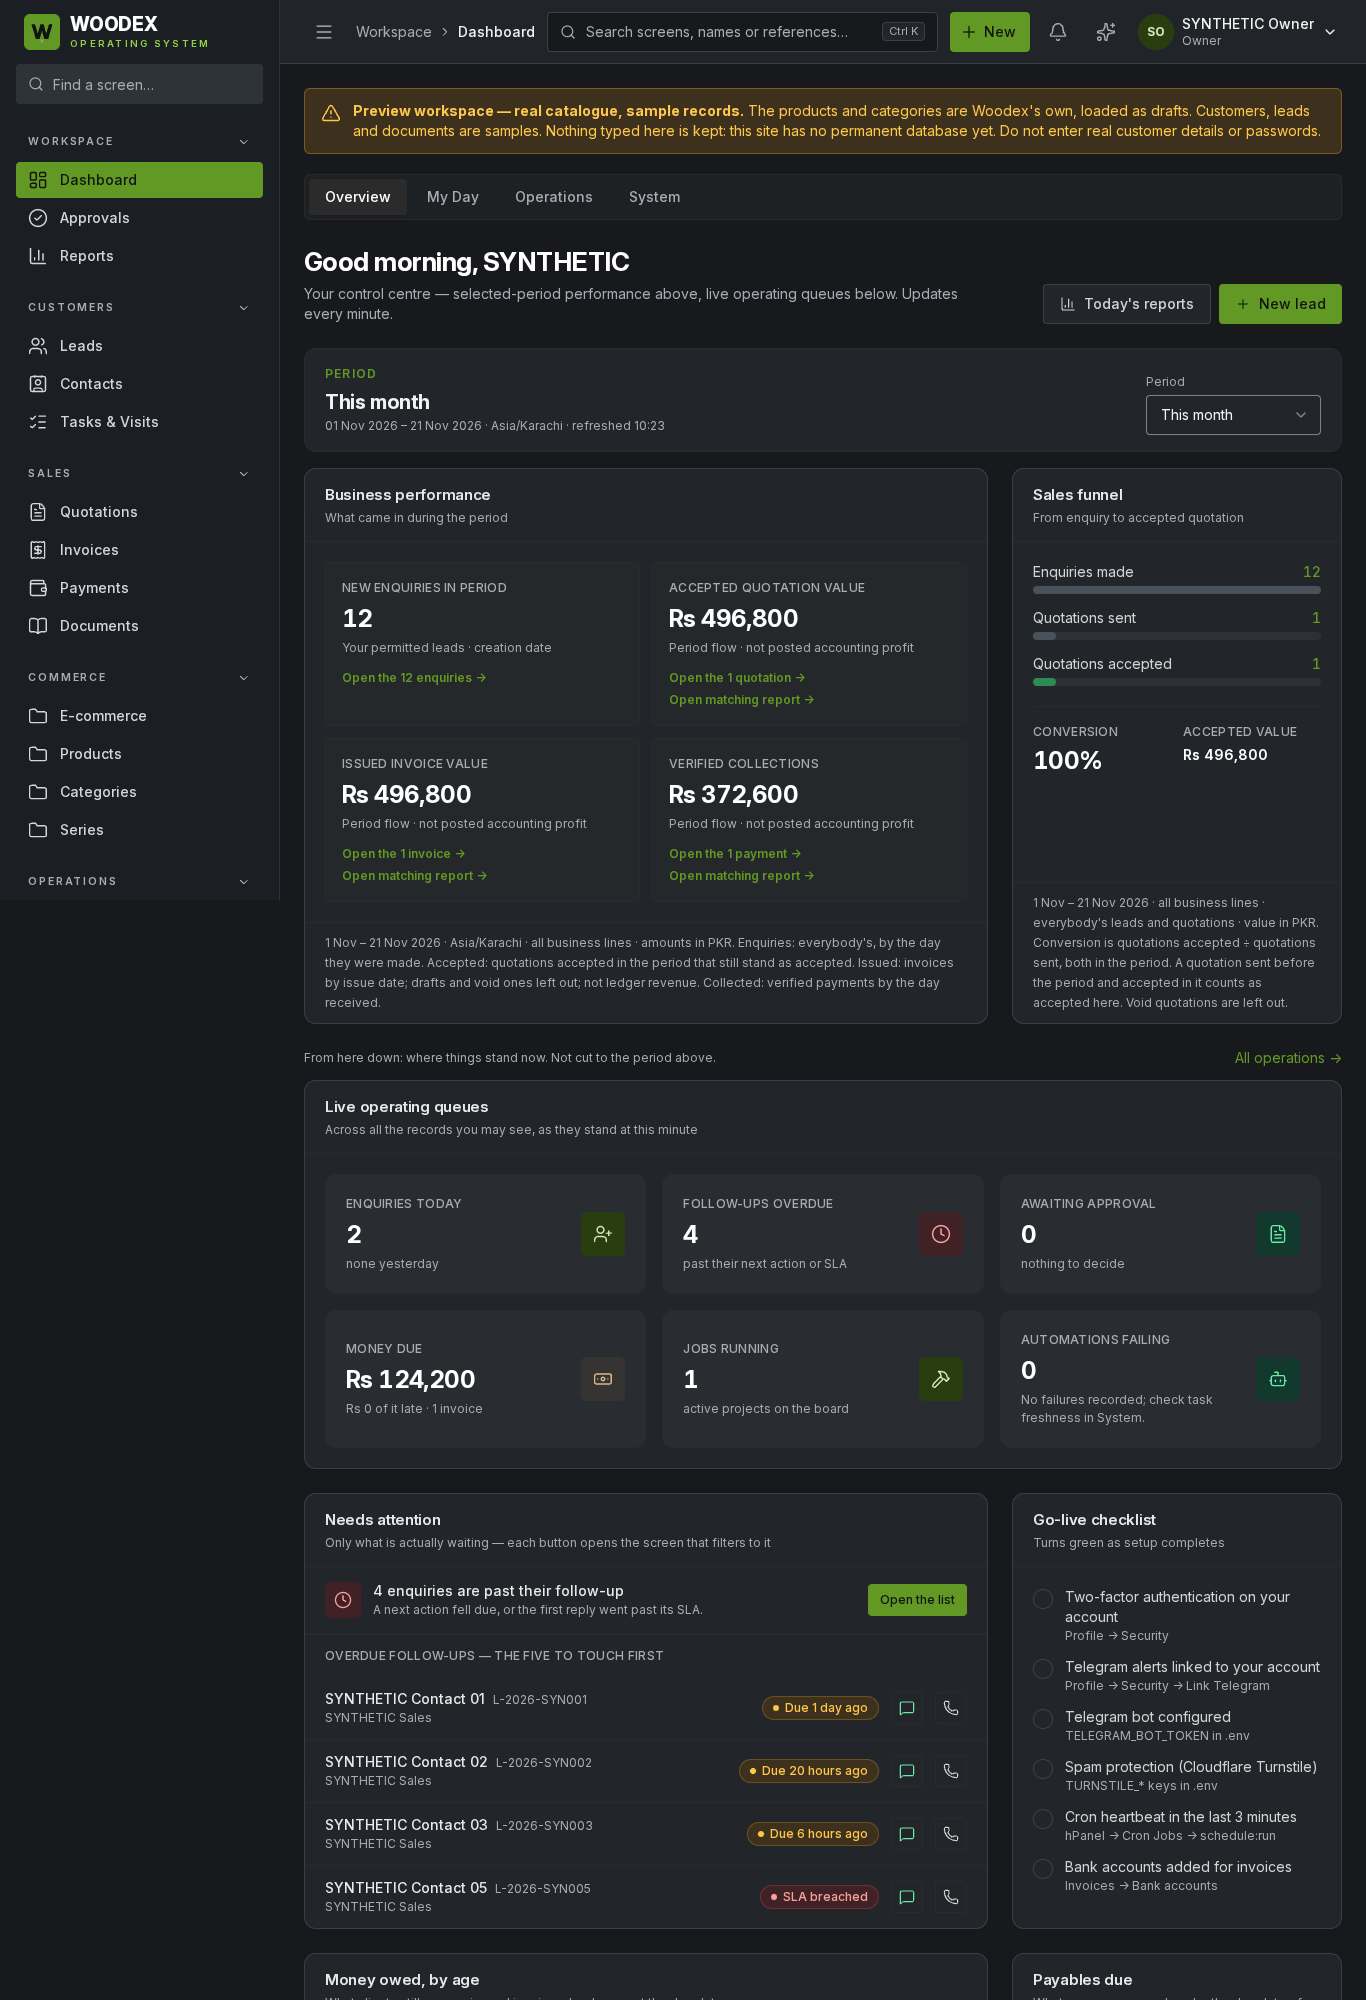 W
WOODEX
OPERATING SYSTEM
Find a screen…
WORKSPACE
Dashboard
Approvals
Reports
CUSTOMERS
Leads
Contacts
Tasks & Visits
SALES
Quotations
Invoices
Payments
Documents
COMMERCE
E-commerce
Products
Categories
Series
OPERATIONS
Workspace > Dashboard
Search screens, names or references…
Ctrl K
New
SO
SYNTHETIC Owner
Owner
Preview workspace — real catalogue, sample records. The products and categories are Woodex's own, loaded as drafts. Customers, leads
and documents are samples. Nothing typed here is kept: this site has no permanent database yet. Do not enter real customer details or passwords.
Overview
My Day
Operations
System
Good morning, SYNTHETIC
Your control centre — selected-period performance above, live operating queues below. Updates
every minute.
Today's reports
New lead
PERIOD
This month
01 Nov 2026 – 21 Nov 2026 · Asia/Karachi · refreshed 10:23
Period
This month
Business performance
What came in during the period
NEW ENQUIRIES IN PERIOD
12
Your permitted leads · creation date
Open the 12 enquiries →
ACCEPTED QUOTATION VALUE
Rs 496,800
Period flow · not posted accounting profit
Open the 1 quotation →
Open matching report →
ISSUED INVOICE VALUE
Rs 496,800
Period flow · not posted accounting profit
Open the 1 invoice →
Open matching report →
VERIFIED COLLECTIONS
Rs 372,600
Period flow · not posted accounting profit
Open the 1 payment →
Open matching report →
1 Nov – 21 Nov 2026 · Asia/Karachi · all business lines · amounts in PKR. Enquiries: everybody's, by the day
they were made. Accepted: quotations accepted in the period that still stand as accepted. Issued: invoices
by issue date; drafts and void ones left out; not ledger revenue. Collected: verified payments by the day
received.
Sales funnel
From enquiry to accepted quotation
Enquiries made 12
Quotations sent 1
Quotations accepted 1
CONVERSION
100%
ACCEPTED VALUE
Rs 496,800
1 Nov – 21 Nov 2026 · all business lines ·
everybody's leads and quotations · value in PKR.
Conversion is quotations accepted ÷ quotations
sent, both in the period. A quotation sent before
the period and accepted in it counts as
accepted here. Void quotations are left out.
From here down: where things stand now. Not cut to the period above.
All operations →
Live operating queues
Across all the records you may see, as they stand at this minute
ENQUIRIES TODAY
2
none yesterday
FOLLOW-UPS OVERDUE
4
past their next action or SLA
AWAITING APPROVAL
0
nothing to decide
MONEY DUE
Rs 124,200
Rs 0 of it late · 1 invoice
JOBS RUNNING
1
active projects on the board
AUTOMATIONS FAILING
0
No failures recorded; check task
freshness in System.
Needs attention
Only what is actually waiting — each button opens the screen that filters to it
4 enquiries are past their follow-up
A next action fell due, or the first reply went past its SLA.
Open the list
OVERDUE FOLLOW-UPS — THE FIVE TO TOUCH FIRST
SYNTHETIC Contact 01 L-2026-SYN001
SYNTHETIC Sales
Due 1 day ago
SYNTHETIC Contact 02 L-2026-SYN002
SYNTHETIC Sales
Due 20 hours ago
SYNTHETIC Contact 03 L-2026-SYN003
SYNTHETIC Sales
Due 6 hours ago
SYNTHETIC Contact 05 L-2026-SYN005
SYNTHETIC Sales
SLA breached
Go-live checklist
Turns green as setup completes
Two-factor authentication on your
account
Profile → Security
Telegram alerts linked to your account
Profile → Security → Link Telegram
Telegram bot configured
TELEGRAM_BOT_TOKEN in .env
Spam protection (Cloudflare Turnstile)
TURNSTILE_* keys in .env
Cron heartbeat in the last 3 minutes
hPanel → Cron Jobs → schedule:run
Bank accounts added for invoices
Invoices → Bank accounts
Money owed, by age
Payables due